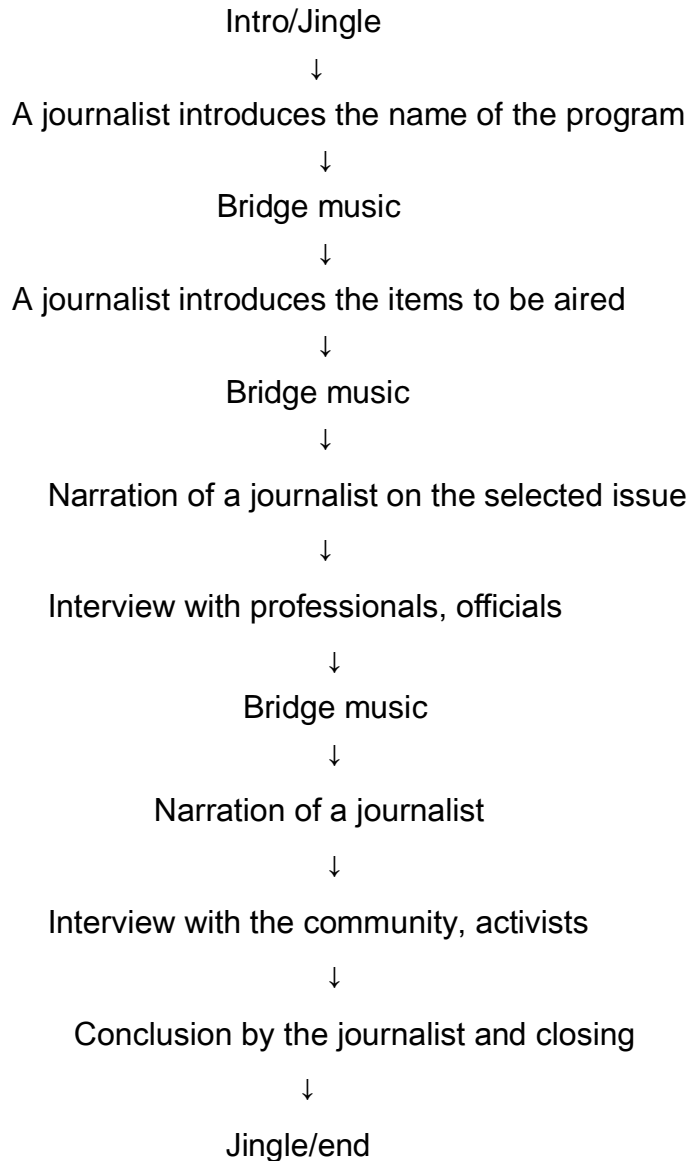 Intro/Jingle
↓
A journalist introduces the name of the program
↓
Bridge music
↓
A journalist introduces the items to be aired
↓
Bridge music
↓
Narration of a journalist on the selected issue
↓
Interview with professionals, officials
↓
Bridge music
↓
Narration of a journalist
↓
Interview with the community, activists
↓
Conclusion by the journalist and closing
↓
Jingle/end